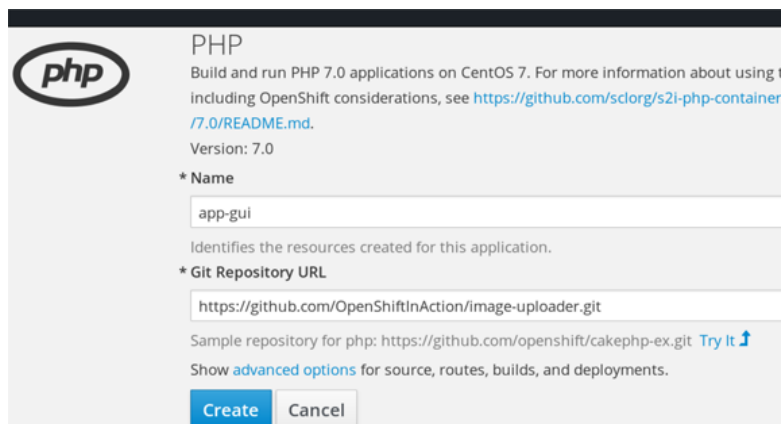 php
PHP
Build and run PHP 7.0 applications on CentOS 7. For more information about using
including OpenShift considerations, see https://github.com/sclorg/s2i-php-container
/7.0/README.md.
Version: 7.0
* Name
app-gui
Identifies the resources created for this application.
* Git Repository URL
https://github.com/OpenShiftInAction/image-uploader.git
Sample repository for php: https://github.com/openshift/cakephp-ex.git Try It
Show advanced options for source, routes, builds, and deployments.
Create Cancel